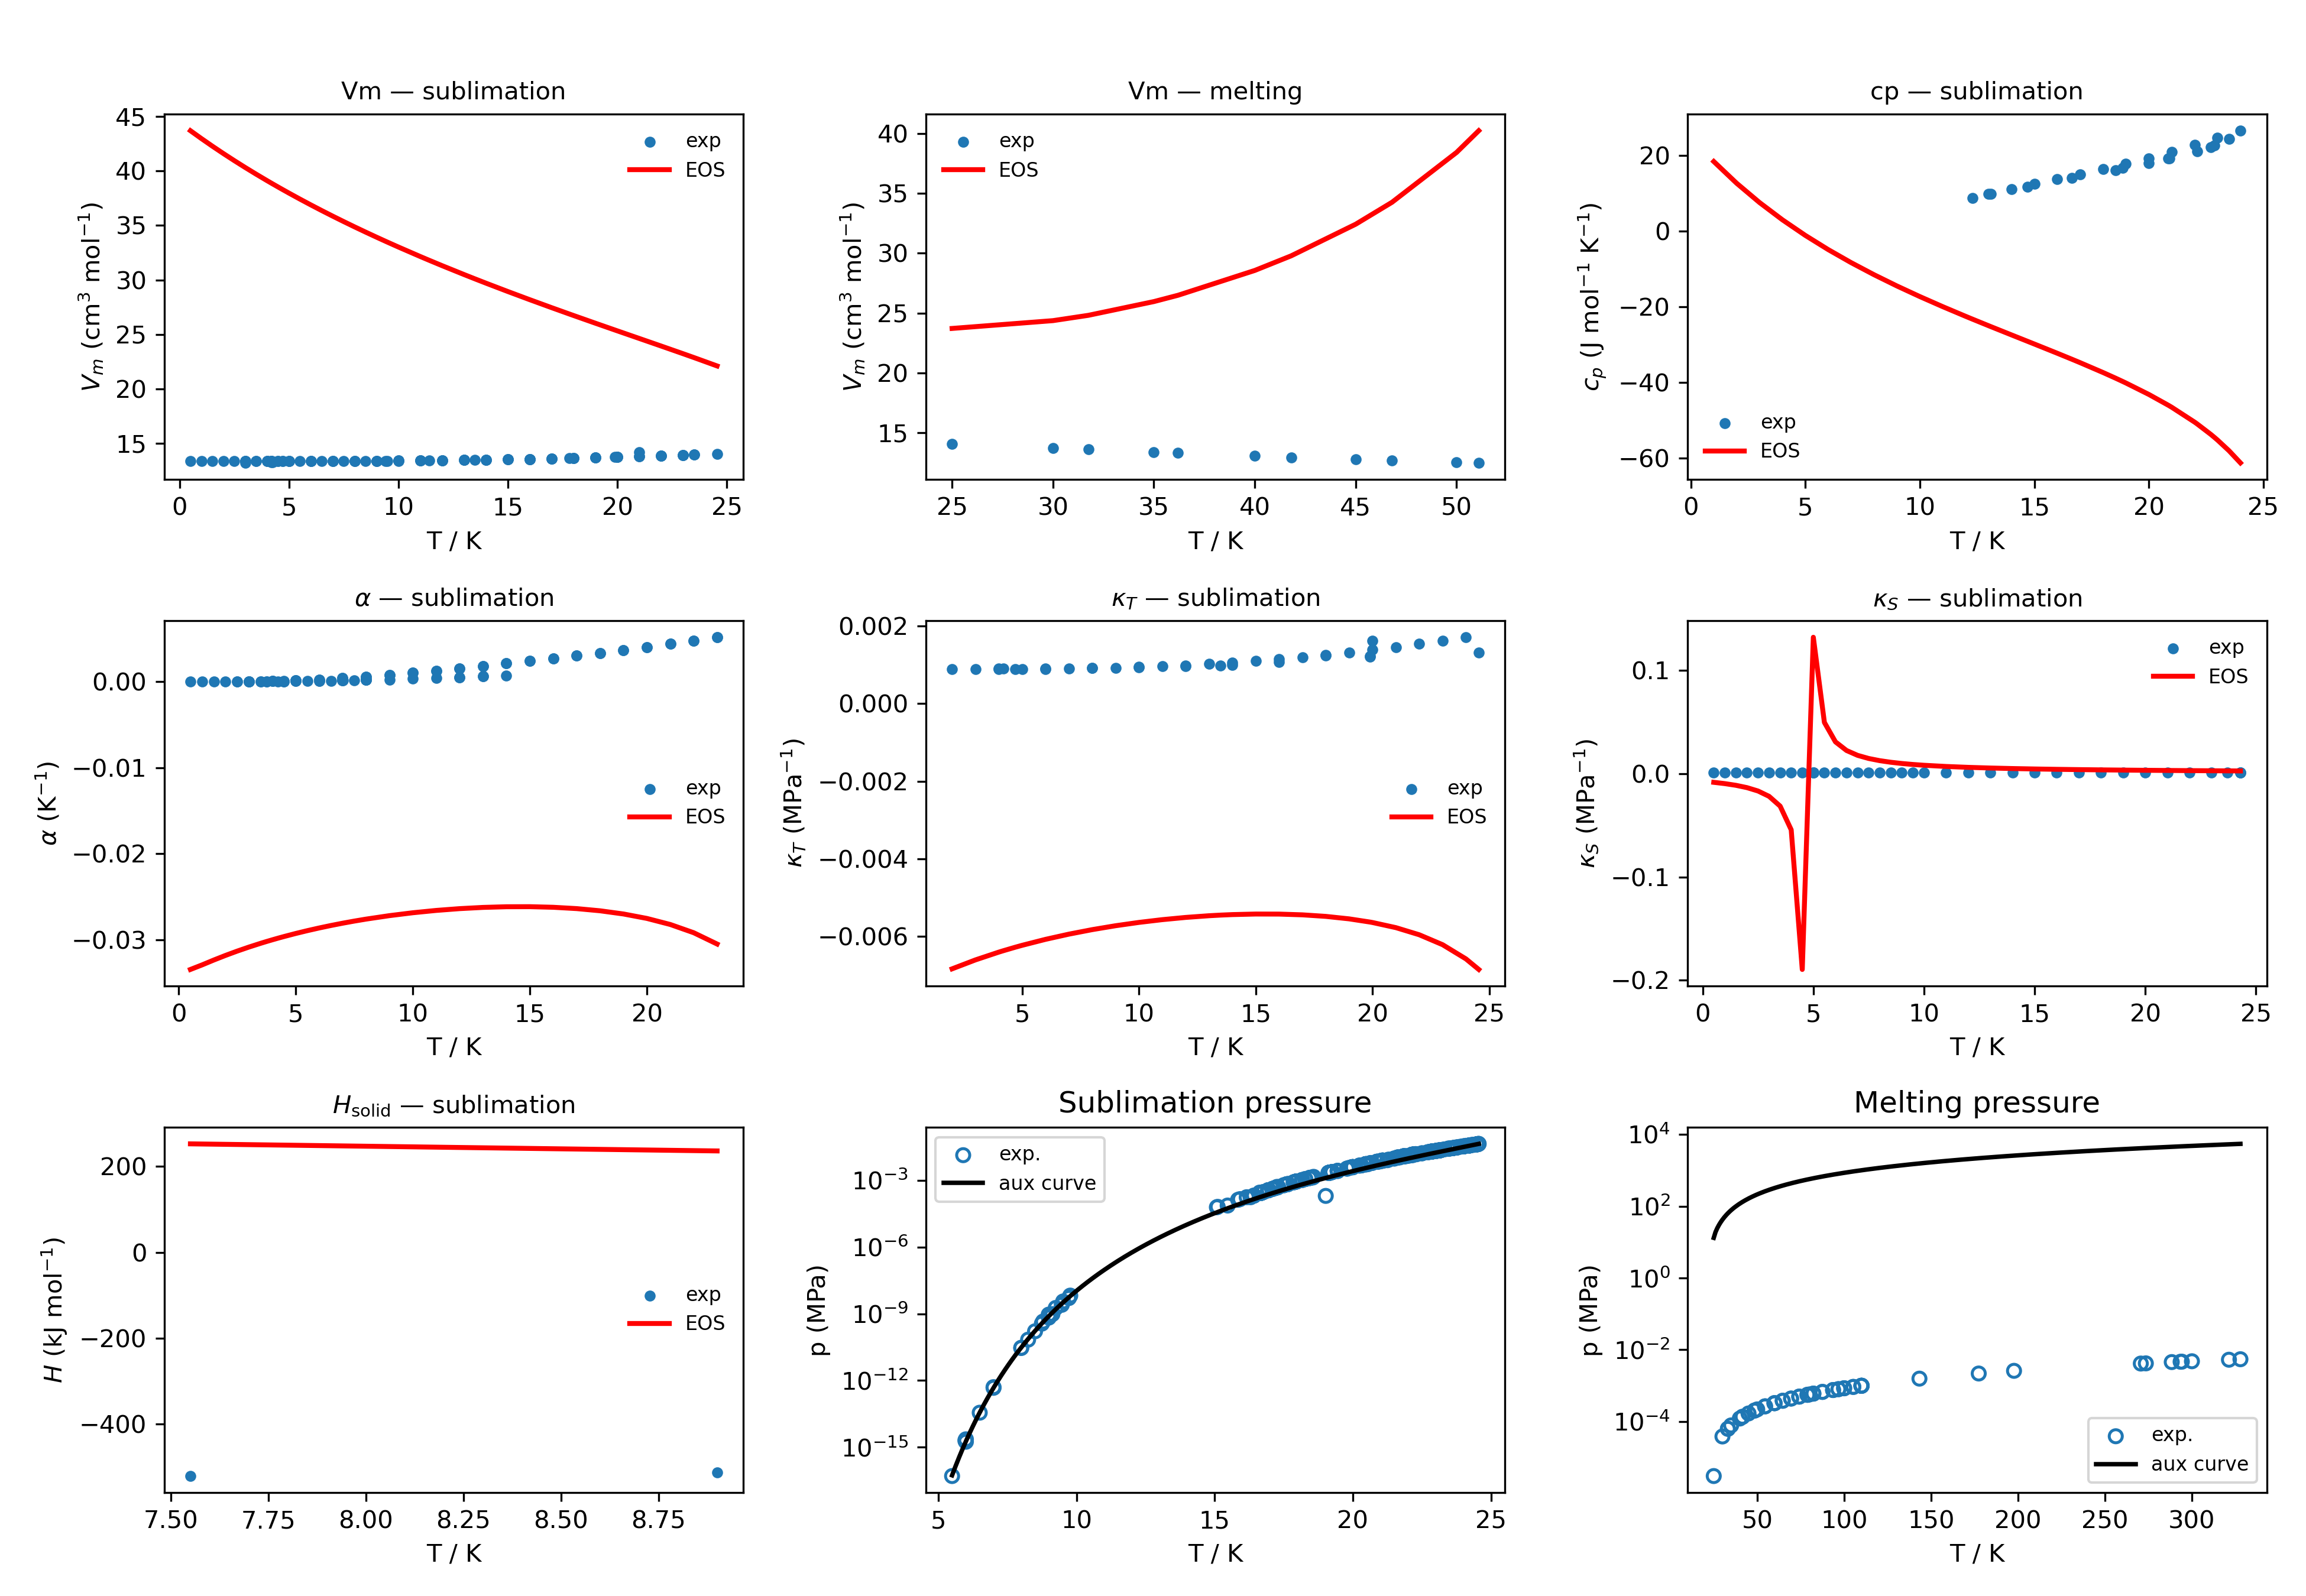 Vm — sublimation
45
40
35
30
25
20
15
V_m (cm³ mol⁻¹)
exp
EOS
0 5 10 15 20 25
T / K
Vm — melting
40
35
30
25
20
15
V_m (cm³ mol⁻¹)
exp
EOS
25 30 35 40 45 50
T / K
cp — sublimation
20
0
−20
−40
−60
c_p (J mol⁻¹ K⁻¹)
exp
EOS
0 5 10 15 20 25
T / K
α — sublimation
0.00
−0.01
−0.02
−0.03
α (K⁻¹)
exp
EOS
0 5 10 15 20
T / K
κ_T — sublimation
0.002
0.000
−0.002
−0.004
−0.006
κ_T (MPa⁻¹)
exp
EOS
5 10 15 20 25
T / K
κ_S — sublimation
0.1
0.0
−0.1
−0.2
κ_S (MPa⁻¹)
exp
EOS
0 5 10 15 20 25
T / K
H_solid — sublimation
200
0
−200
−400
H (kJ mol⁻¹)
exp
EOS
7.50 7.75 8.00 8.25 8.50 8.75
T / K
Sublimation pressure
10⁻³
10⁻⁶
10⁻⁹
10⁻¹²
10⁻¹⁵
p (MPa)
exp.
aux curve
5 10 15 20 25
T / K
Melting pressure
10⁴
10²
10⁰
10⁻²
10⁻⁴
p (MPa)
exp.
aux curve
50 100 150 200 250 300
T / K